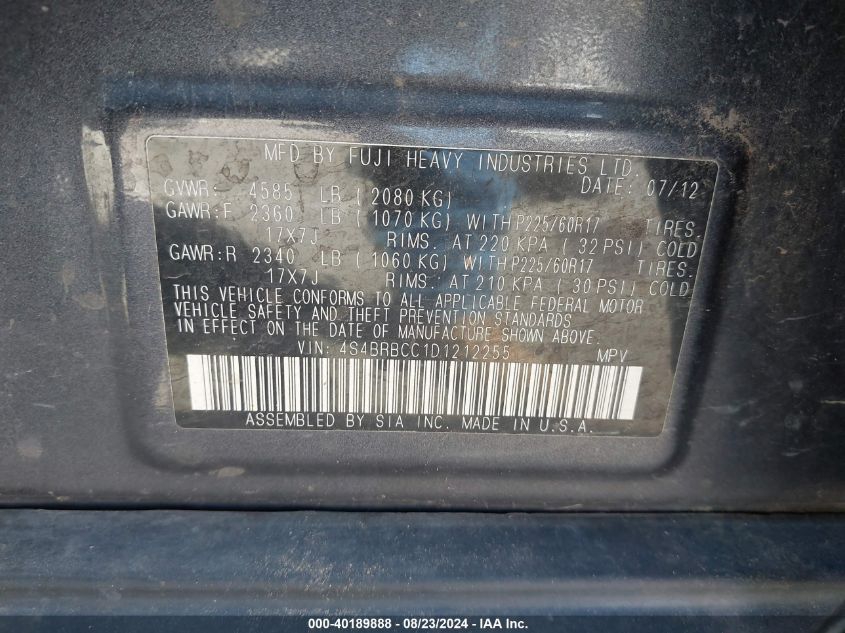 MFD BY FUJI HEAVY INDUSTRIES LTD.
DATE: 07/12
GVWR: 4585 LB ( 2080 KG)
GAWR:F 2360 LB ( 1070 KG) WITH P225/60R17 TIRES.
17X7J RIMS. AT 220 KPA ( 32 PSI) COLD
GAWR:R 2340 LB ( 1060 KG) WITH P225/60R17 TIRES.
17X7J RIMS. AT 210 KPA ( 30 PSI) COLD
THIS VEHICLE CONFORMS TO ALL APPLICABLE FEDERAL MOTOR
VEHICLE SAFETY AND THEFT PREVENTION STANDARDS
IN EFFECT ON THE DATE OF MANUFACTURE SHOWN ABOVE.
VIN: 4S4BRBCC1D1212255 MPV
ASSEMBLED BY SIA INC. MADE IN U.S.A.
000-40189888 - 08/23/2024 - IAA Inc.